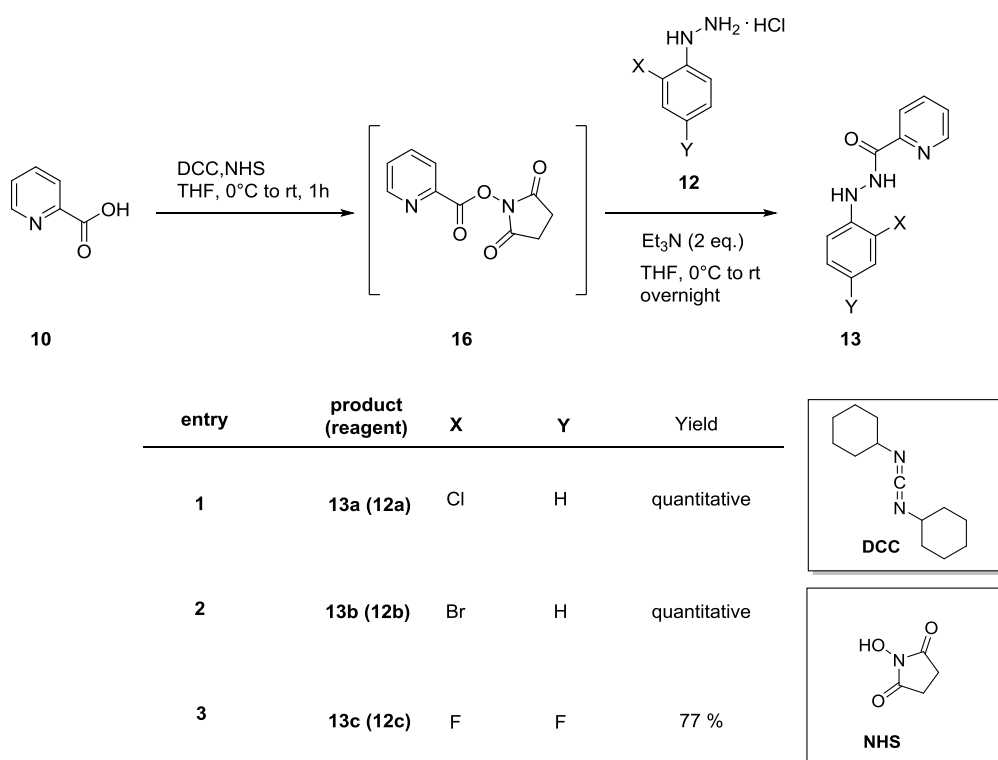 HN
NH2 · HCl
X
Y
12
DCC,NHS
THF, 0°C to rt, 1h
N
OH
O
10
N
O
O
N
O
O
16
Et3N (2 eq.)
THF, 0°C to rt
overnight
O
N
HN
NH
X
Y
13
entry
product
(reagent)
X
Y
Yield
1
13a (12a)
Cl
H
quantitative
2
13b (12b)
Br
H
quantitative
3
13c (12c)
F
F
77 %
N
C
N
DCC
HO
N
O
O
NHS